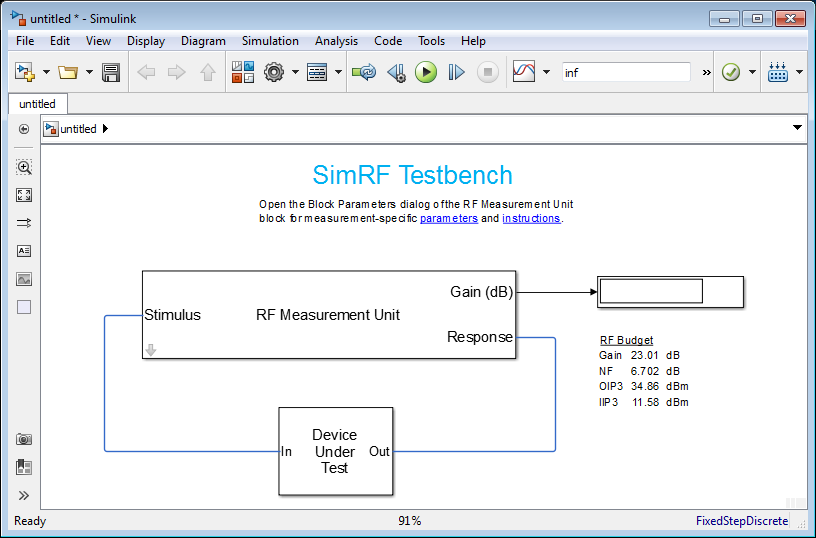 untitled * - Simulink
File Edit View Display Diagram Simulation Analysis Code Tools Help
inf »
untitled
untitled
SimRF Testbench
Open the Block Parameters dialog of the RF Measurement Unit
block for measurement-specific parameters and instructions.
Gain (dB)
Stimulus RF Measurement Unit
Response
RF Budget
Gain 23.01 dB
NF 6.702 dB
OIP3 34.86 dBm
IIP3 11.58 dBm
Device
Under
Test
In
Out
Ready 91% FixedStepDiscrete